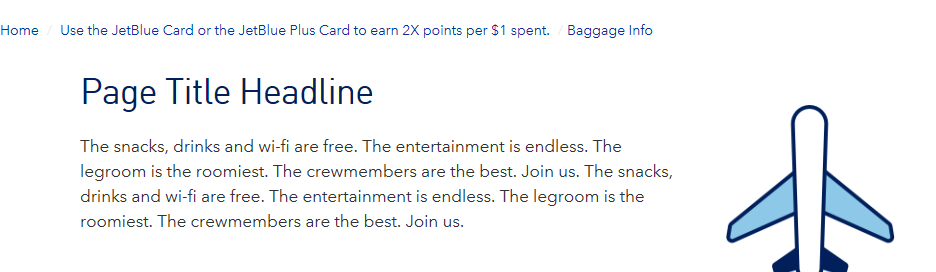 Home / Use the JetBlue Card or the JetBlue Plus Card to earn 2X points per $1 spent. / Baggage Info
Page Title Headline
The snacks, drinks and wi-fi are free. The entertainment is endless. The
legroom is the roomiest. The crewmembers are the best. Join us. The snacks,
drinks and wi-fi are free. The entertainment is endless. The legroom is the
roomiest. The crewmembers are the best. Join us.